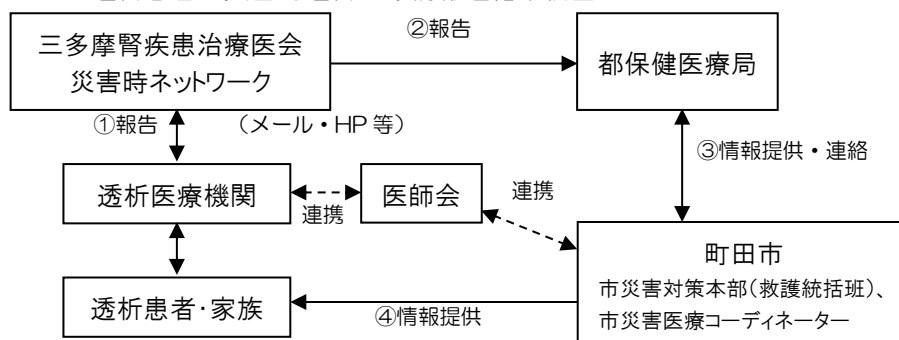 三多摩腎疾患治療医会
災害時ネットワーク
②報告
都保健医療局
①報告
（メール・HP 等）
③情報提供・連絡
透析医療機関
連携
医師会
連携
町田市
市災害対策本部（救護統括班）、
市災害医療コーディネーター
透析患者・家族
④情報提供